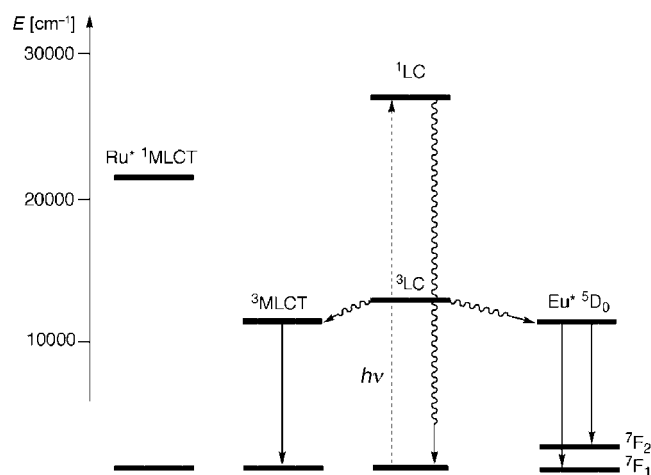 E [cm⁻¹]
30000
¹LC
Ru* ¹MLCT
20000
³LC
³MLCT
Eu* ⁵D₀
10000
hν
⁷F₂
⁷F₁